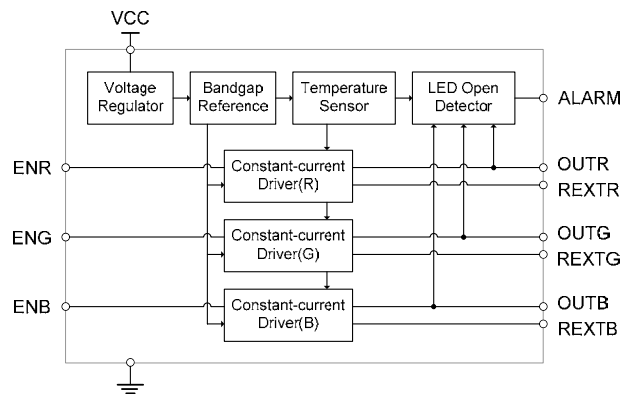 VCC
Voltage
Regulator
Bandgap
Reference
Temperature
Sensor
LED Open
Detector
ALARM
ENR
Constant-current
Driver(R)
OUTR
REXTR
ENG
Constant-current
Driver(G)
OUTG
REXTG
ENB
Constant-current
Driver(B)
OUTB
REXTB